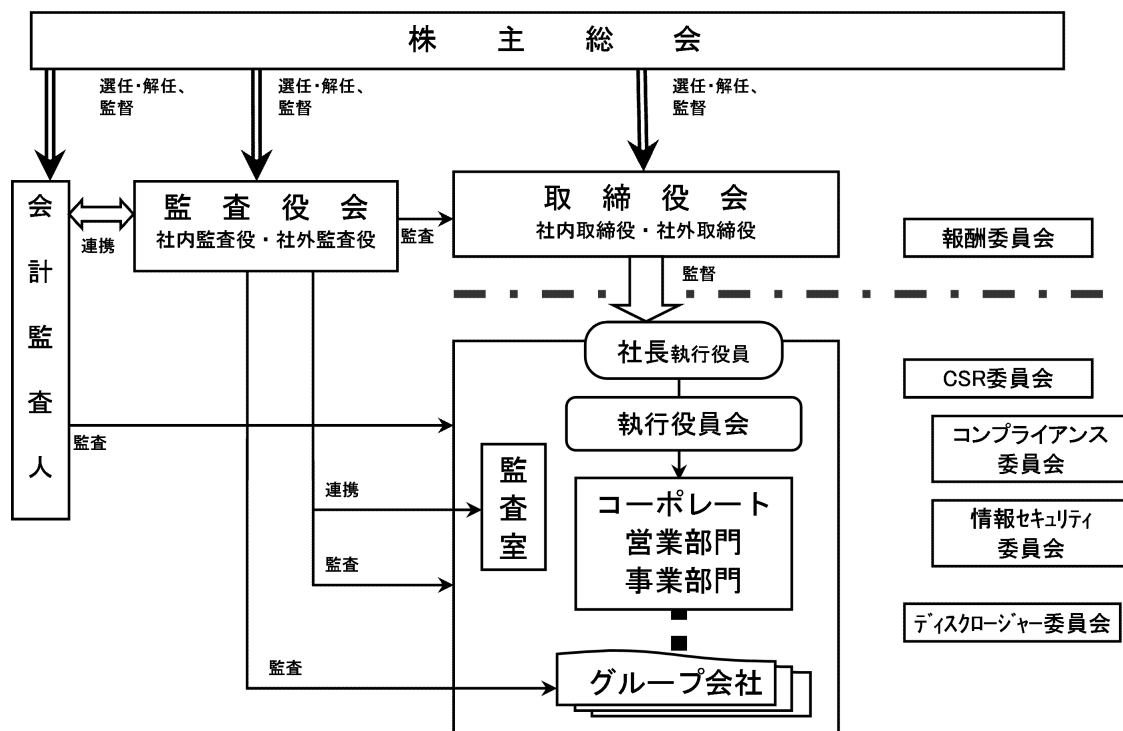 株主総会
選任・解任、
監督
選任・解任、
監督
選任・解任、
監督
会計監査人
連携
監査役会
社内監査役・社外監査役
監査
取締役会
社内取締役・社外取締役
監督
報酬委員会
社長執行役員
執行役員会
監査
監査室
連携
監査
コーポレート
営業部門
事業部門
監査
グループ会社
CSR委員会
コンプライアンス
委員会
情報セキュリティ
委員会
ディスクロージャー委員会